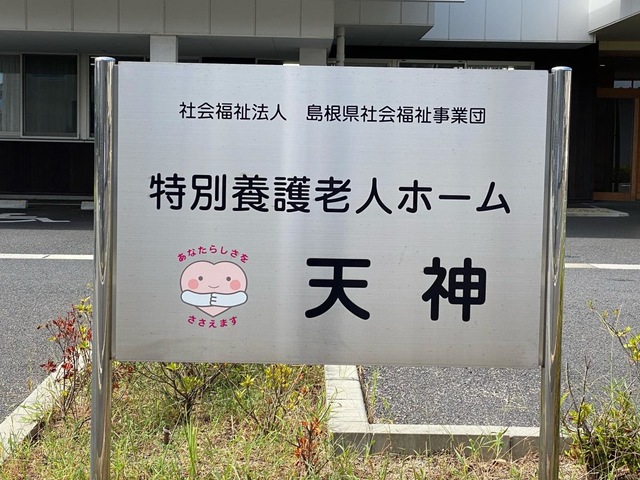 社会福祉法人　島根県社会福祉事業団
特別養護老人ホーム
天神
あなたらしさを
ささえます